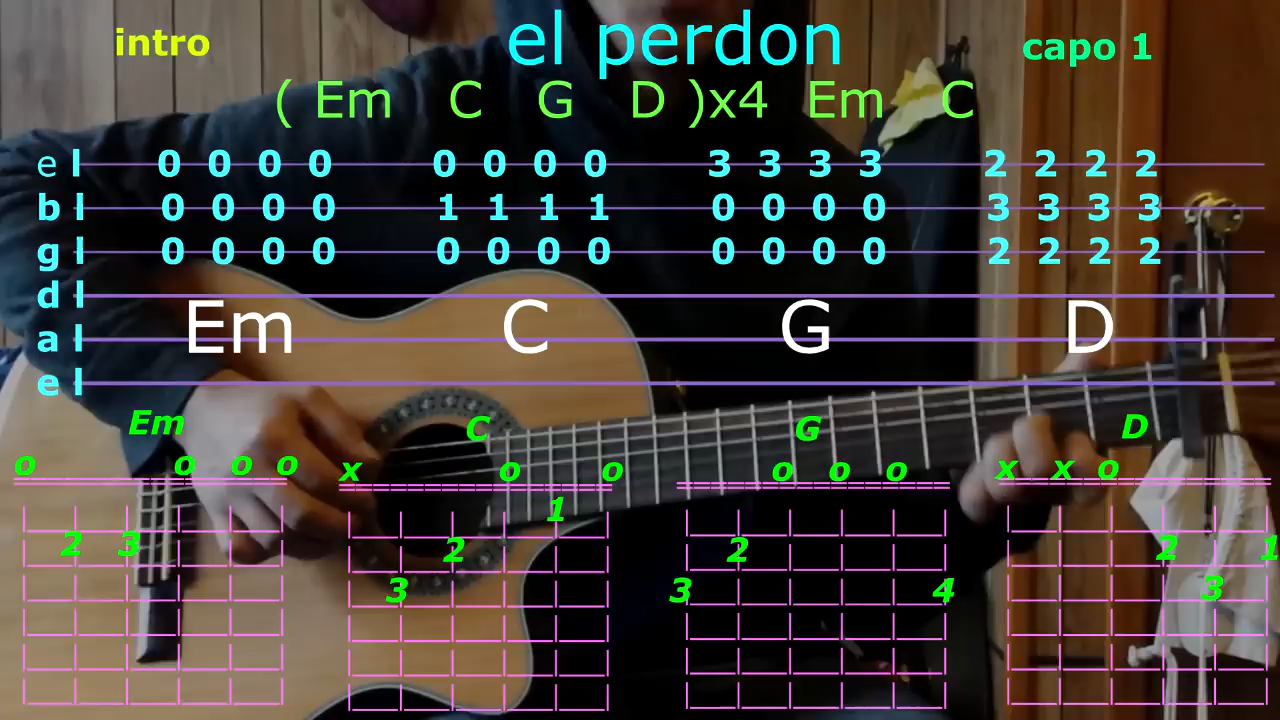 intro el perdon capo 1
( Em C G D )x4 Em C
e l 0 0 0 0 0 0 0 0 3 3 3 3 2 2 2 2
b l 0 0 0 0 1 1 1 1 0 0 0 0 3 3 3 3
g l 0 0 0 0 0 0 0 0 0 0 0 0 2 2 2 2
d l
a l Em C G D
e l
Em C G D
o o o o x o o o o o x x o
1
2 3 2 2 2 1
3 3 4 3